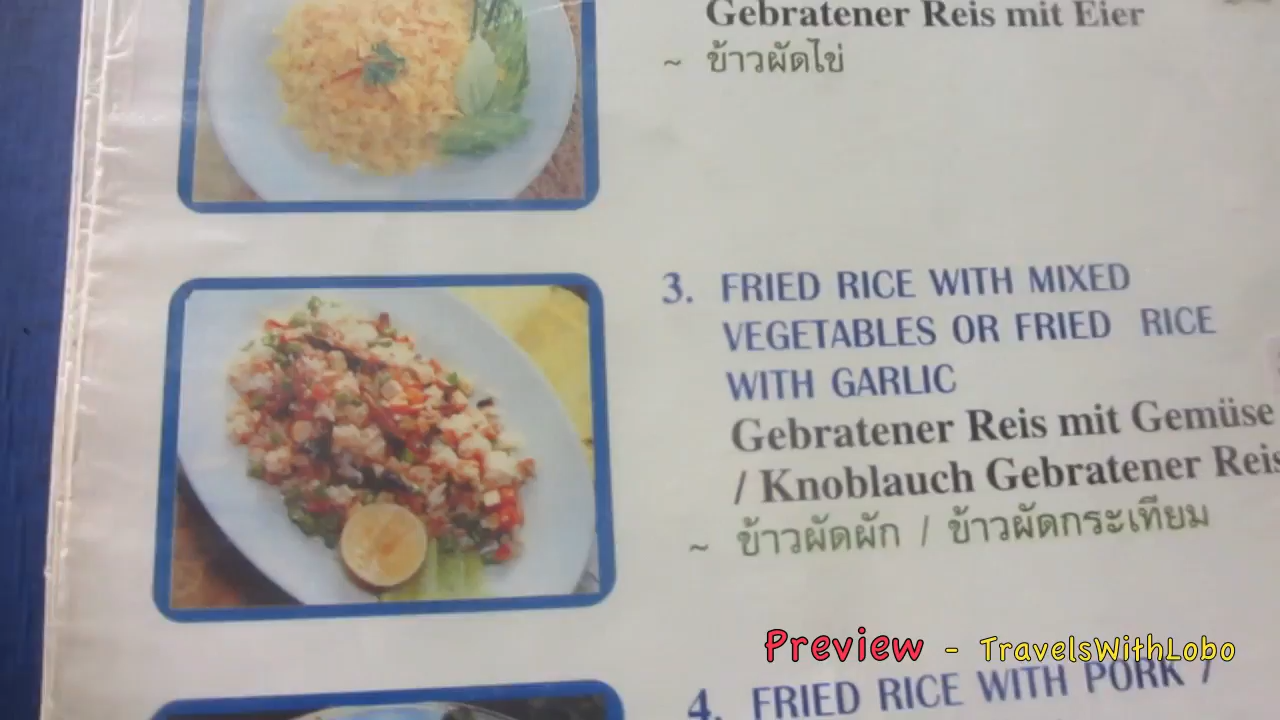 Gebratener Reis mit Eier
~ ข้าวผัดไข่
3. FRIED RICE WITH MIXED
VEGETABLES OR FRIED RICE
WITH GARLIC
Gebratener Reis mit Gemüse
/ Knoblauch Gebratener Reis
~ ข้าวผัดผัก / ข้าวผัดกระเทียม
Preview - TravelsWithLobo
4. FRIED RICE WITH PORK /